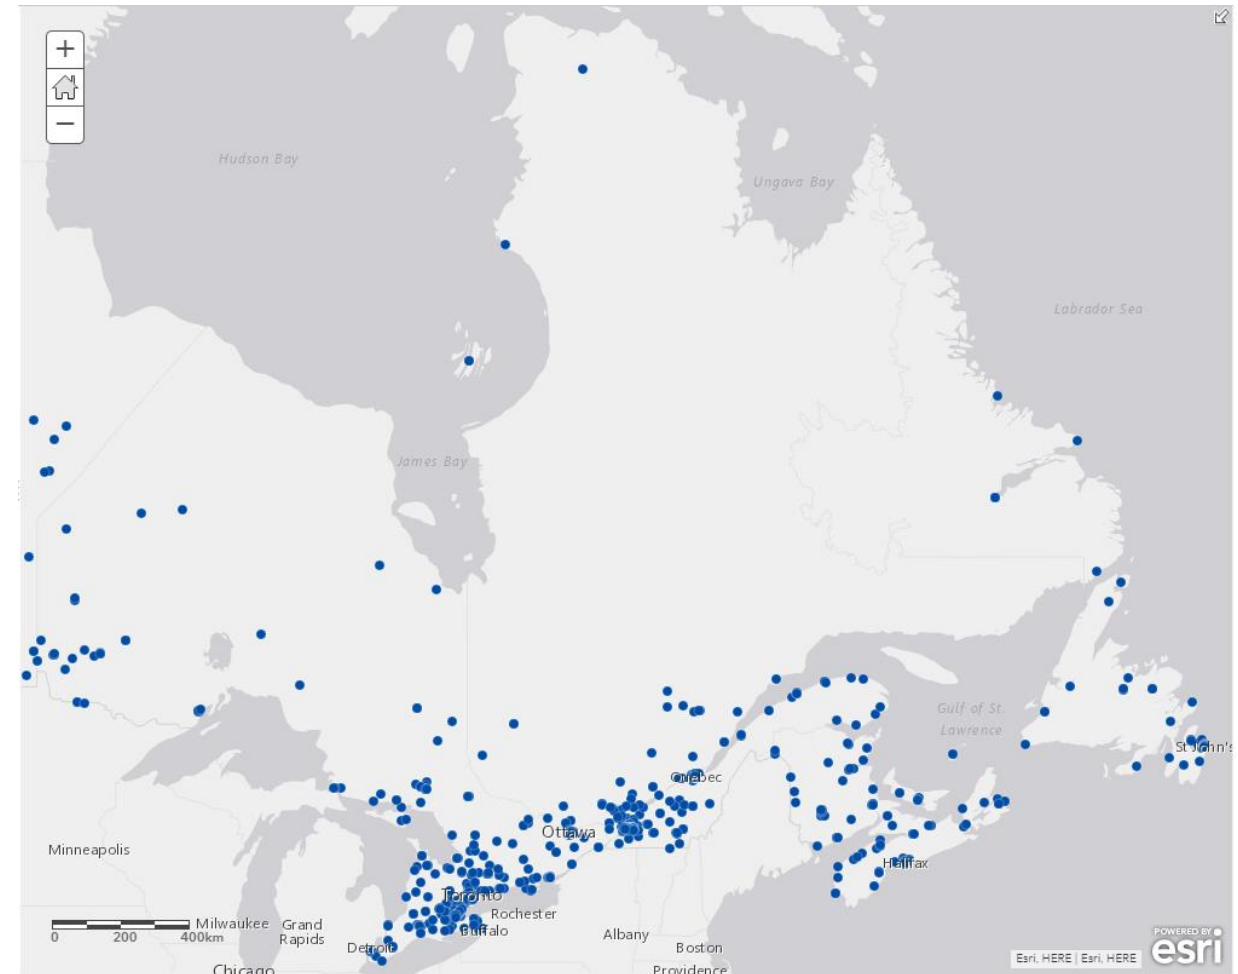 +
−
Hudson Bay
Ungava Bay
Labrador Sea
James Bay
Gulf of St.
Lawrence
St John's
Québec
Ottawa
Minneapolis
Halifax
Toronto
Rochester
Milwaukee
Grand
Rapids
Buffalo
Albany
Detroit
Boston
0 200 400km
Chicago
Providence
Esri, HERE | Esri, HERE
POWERED BY
esri